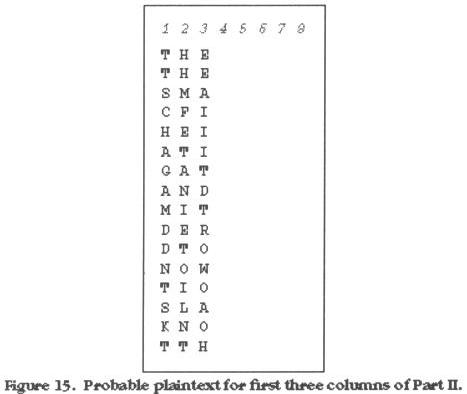 1 2 3 4 5 6 7 8
T H E
T H E
S M A
C F I
H E I
A T I
G A T
A N D
M I T
D E R
D T O
N O W
T I O
S L A
K N O
T T H
Figure 15. Probable plaintext for first three columns of Part II.